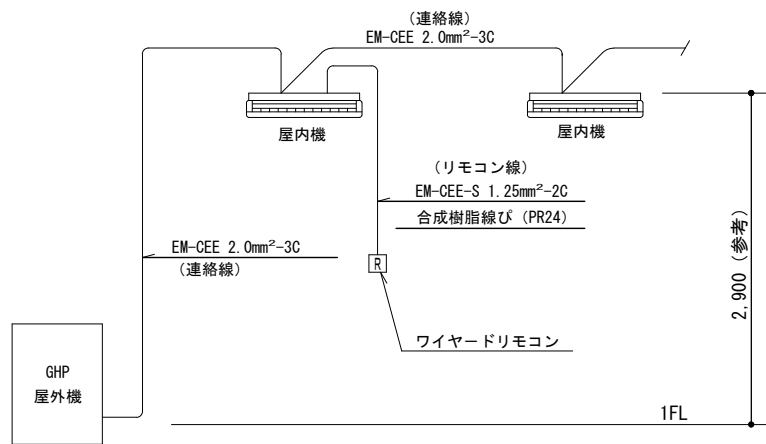 （連絡線）
EM-CEE 2.0mm²-3C
屋内機
屋内機
（リモコン線）
EM-CEE-S 1.25mm²-2C
合成樹脂線ぴ（PR24）
EM-CEE 2.0mm²-3C
（連絡線）
R
2,900（参考）
ワイヤードリモコン
GHP
屋外機
1FL